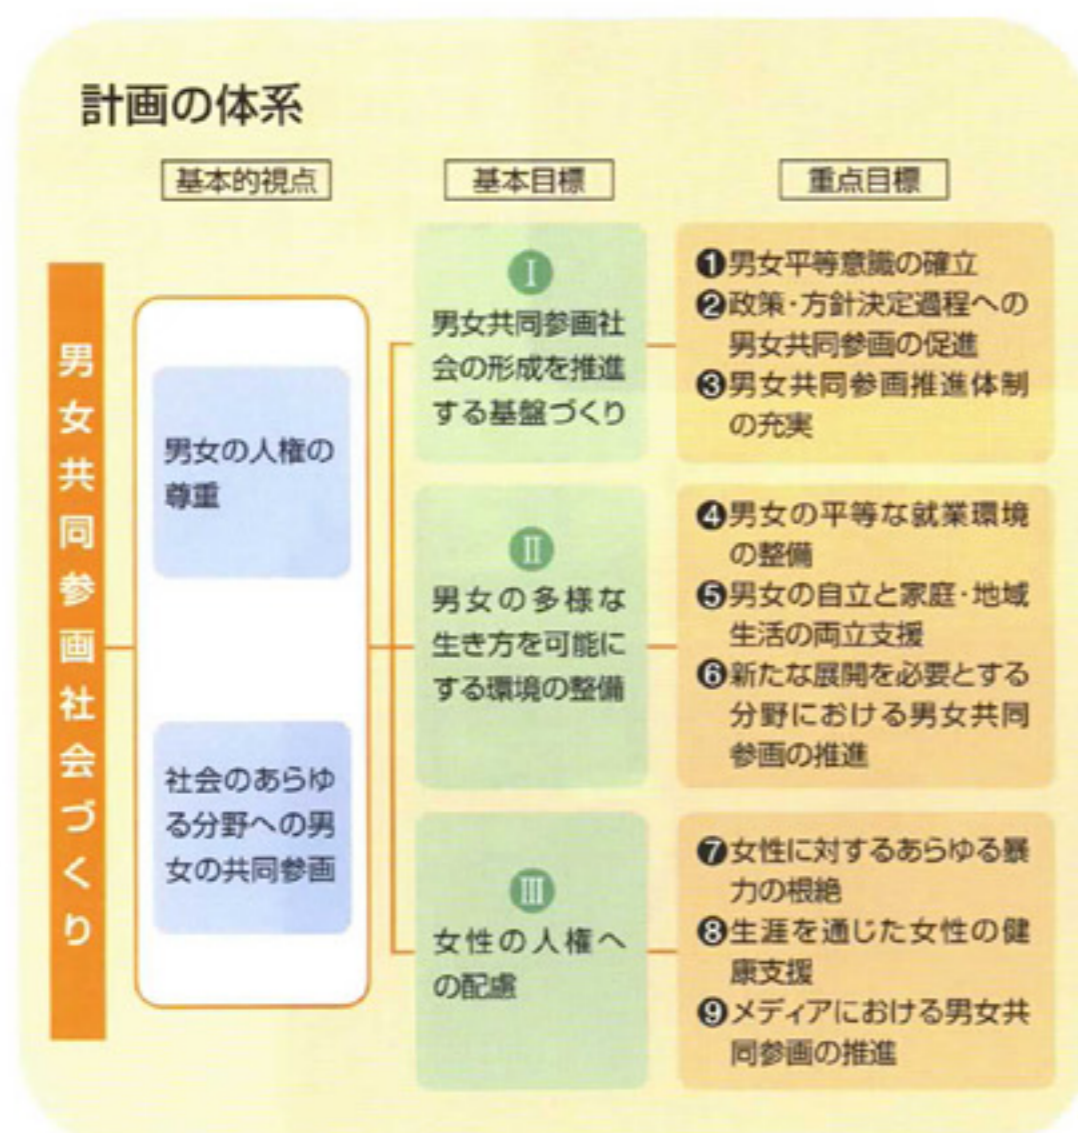 計画の体系
基本的視点
基本目標
重点目標
男女共同参画社会づくり
男女の人権の
尊重
社会のあらゆ
る分野への男
女の共同参画
Ⅰ
男女共同参画社
会の形成を推進
する基盤づくり
❶男女平等意識の確立
❷政策・方針決定過程への
男女共同参画の促進
❸男女共同参画推進体制
の充実
Ⅱ
男女の多様な
生き方を可能に
する環境の整備
❹男女の平等な就業環境
の整備
❺男女の自立と家庭・地域
生活の両立支援
❻新たな展開を必要とする
分野における男女共同
参画の推進
Ⅲ
女性の人権へ
の配慮
❼女性に対するあらゆる暴
力の根絶
❽生涯を通じた女性の健
康支援
❾メディアにおける男女共
同参画の推進